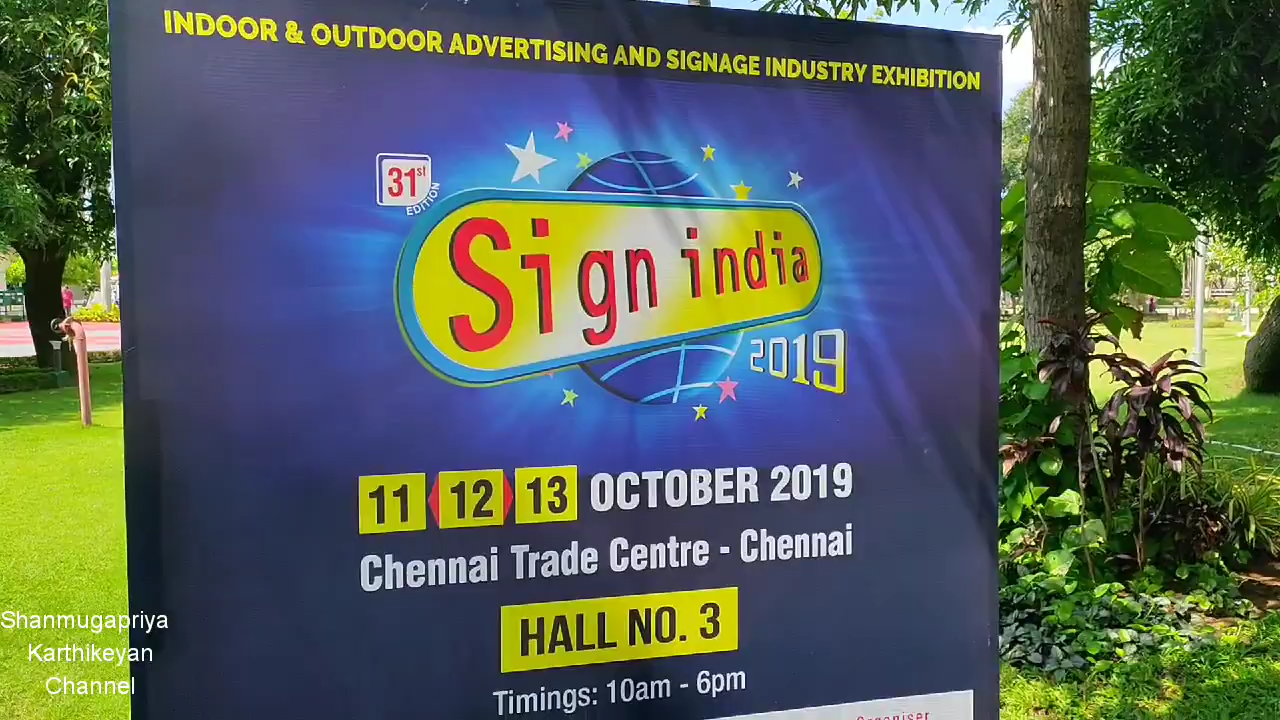 INDOOR & OUTDOOR ADVERTISING AND SIGNAGE INDUSTRY EXHIBITION
31st
EDITION
Sign india
2019
11 12 13 OCTOBER 2019
Chennai Trade Centre - Chennai
HALL NO. 3
Timings: 10am - 6pm
Organiser
Shanmugapriya
Karthikeyan
Channel